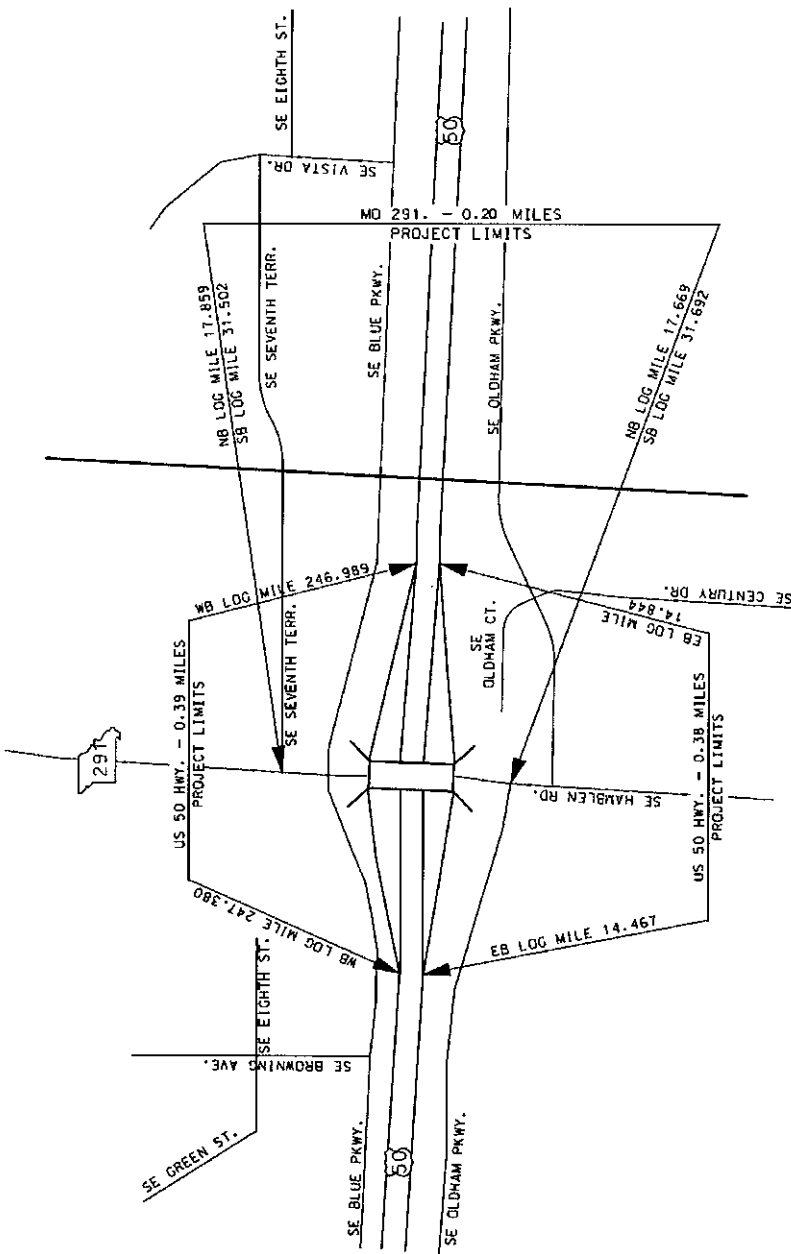 SE EIGHTH ST.
SE VISTA DR.
50
MO 291. - 0.20 MILES
PROJECT LIMITS
NB LOG MILE 17.859
SB LOG MILE 31.502
SE SEVENTH TERR.
SE BLUE PKWY.
SE OLDHAM PKWY.
NB LOG MILE 17.669
SB LOG MILE 31.692
WB LOG MILE 246.989
SE CENTURY DR.
EB LOG MILE
14.844
SE
OLDHAM CT.
US 50 HWY. - 0.39 MILES
PROJECT LIMITS
SE SEVENTH TERR.
291
SE HAMBLEN RD.
US 50 HWY. - 0.38 MILES
PROJECT LIMITS
WB LOG MILE 247.380
EB LOG MILE 14.467
SE EIGHTH ST.
SE BROWNING AVE.
SE GREEN ST.
SE BLUE PKWY.
50
SE OLDHAM PKWY.